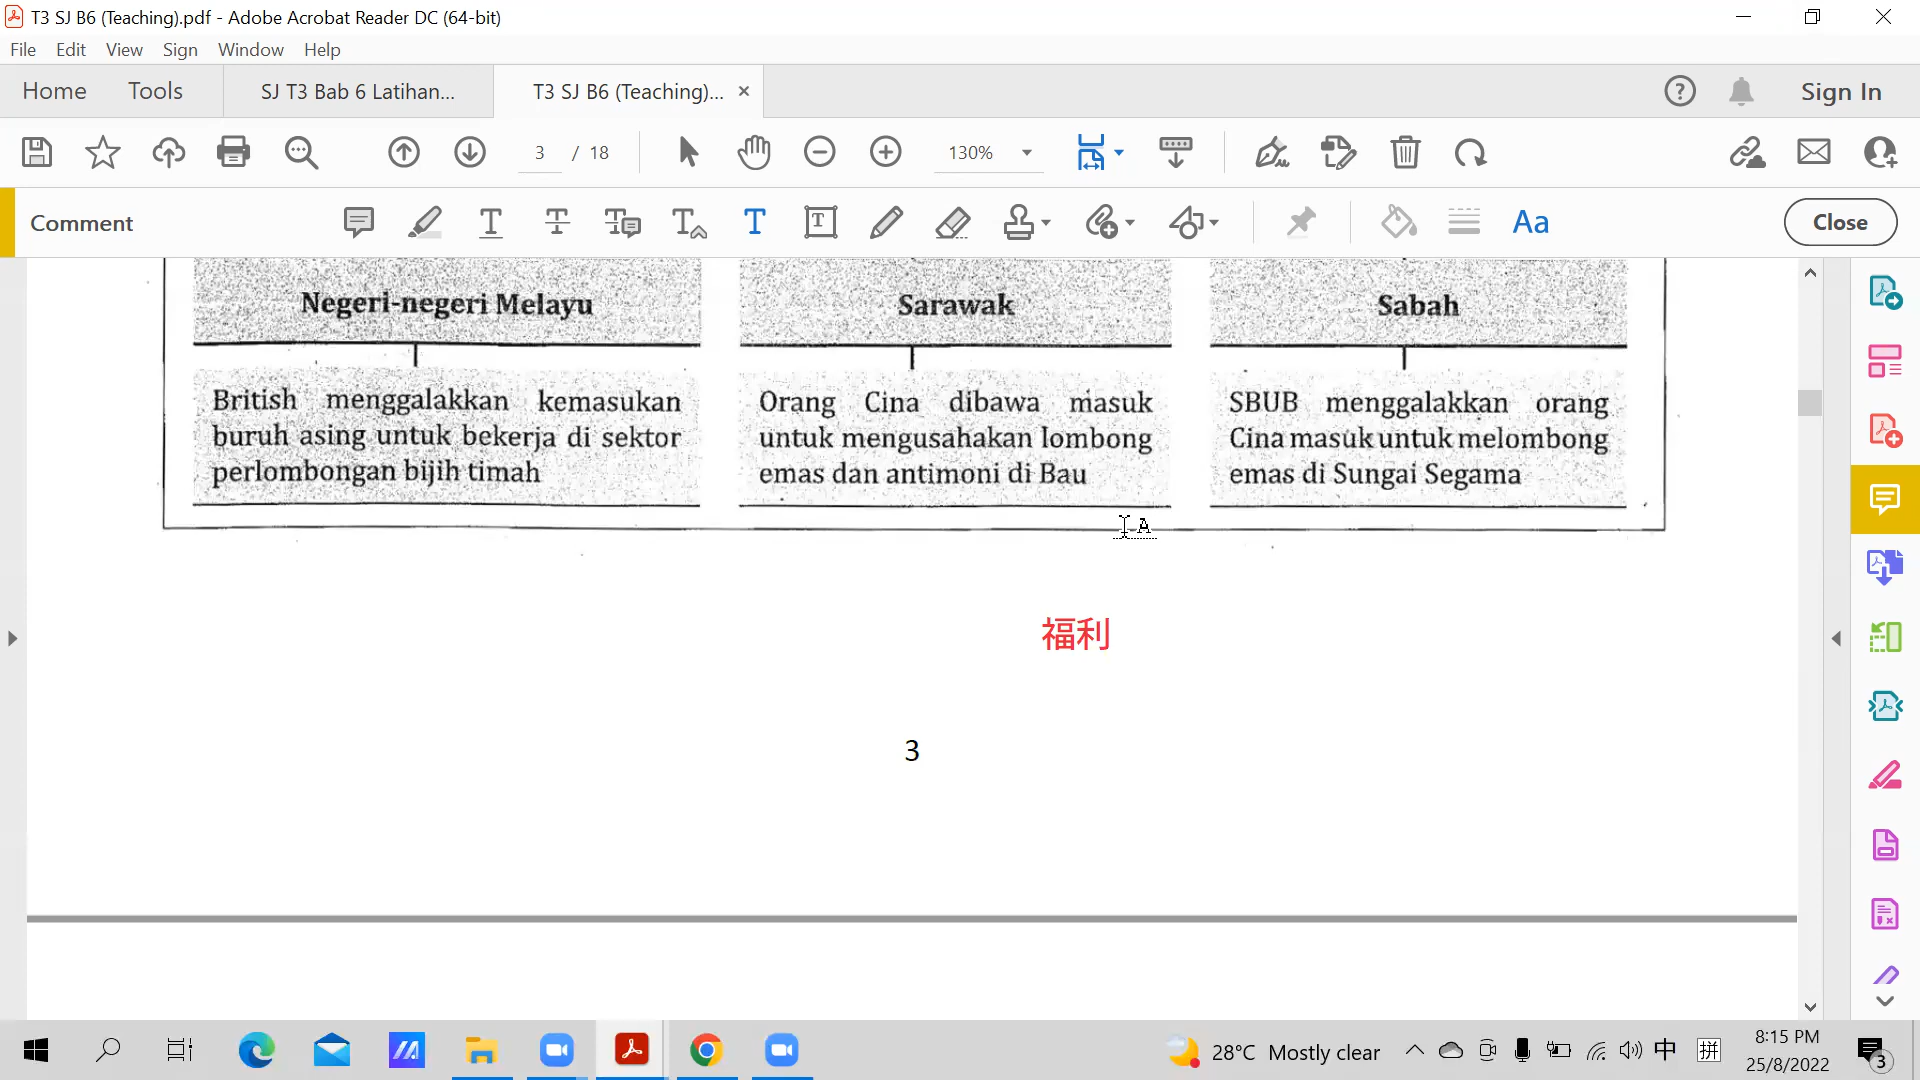 T3 SJ B6 (Teaching).pdf - Adobe Acrobat Reader DC (64-bit)
File Edit View Sign Window Help
Home Tools SJ T3 Bab 6 Latihan... T3 SJ B6 (Teaching)... × Sign In
3 / 18 130%
Comment Close
Negeri-negeri Melayu
British menggalakkan kemasukan
buruh asing untuk bekerja di sektor
perlombongan bijih timah
Sarawak
Orang Cina dibawa masuk
untuk mengusahakan lombong
emas dan antimoni di Bau
Sabah
SBUB menggalakkan orang
Cina masuk untuk melombong
emas di Sungai Segama
福利
3
28°C Mostly clear 中 拼 8:15 PM
25/8/2022 3